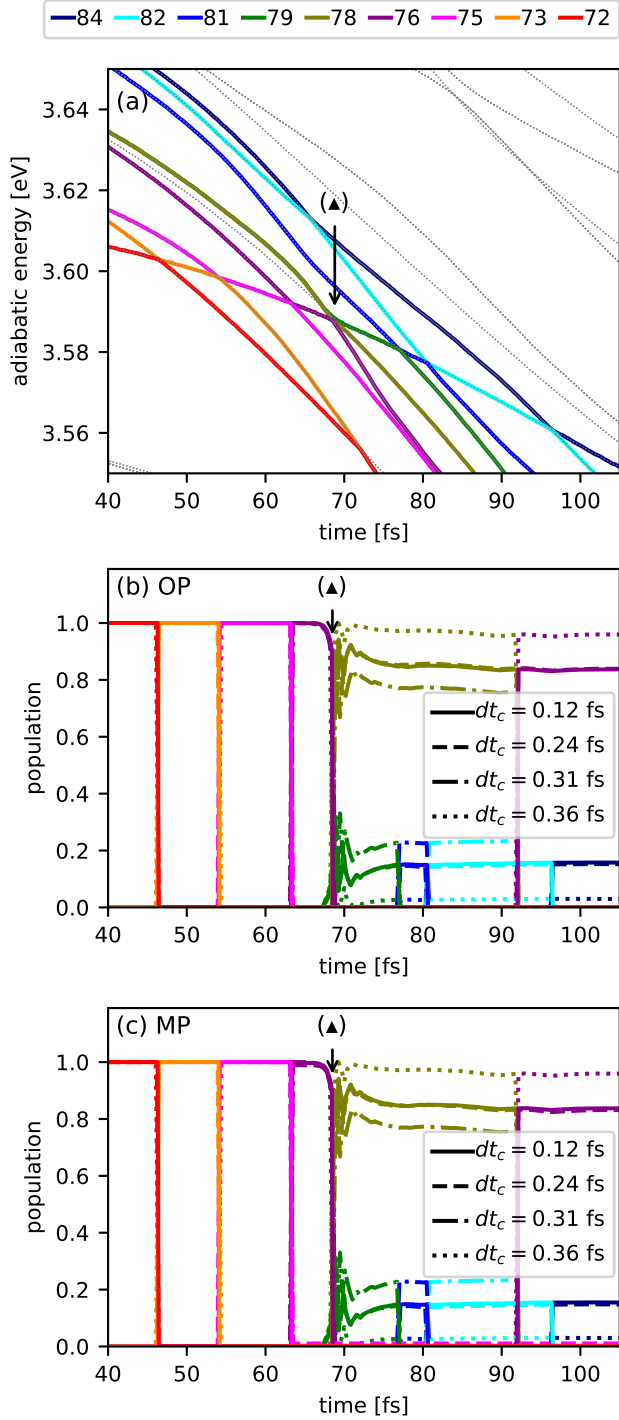 84 82 81 79 78 76 75 73 72
(a)
(▲)
3.64
3.62
3.60
3.58
3.56
adiabatic energy [eV]
40 50 60 70 80 90 100
time [fs]
(b) OP
(▲)
1.0
0.8
0.6
0.4
0.2
0.0
population
dt_c = 0.12 fs
dt_c = 0.24 fs
dt_c = 0.31 fs
dt_c = 0.36 fs
40 50 60 70 80 90 100
time [fs]
(c) MP
(▲)
1.0
0.8
0.6
0.4
0.2
0.0
population
dt_c = 0.12 fs
dt_c = 0.24 fs
dt_c = 0.31 fs
dt_c = 0.36 fs
40 50 60 70 80 90 100
time [fs]